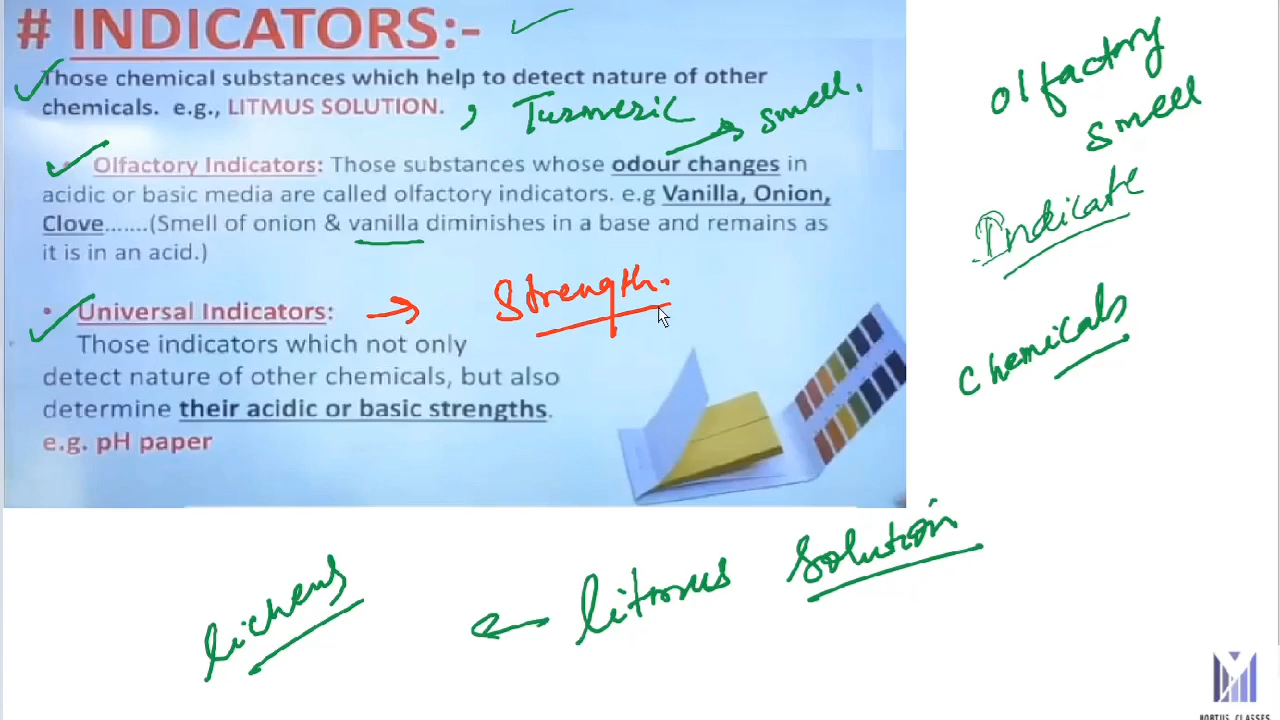 # INDICATORS:-
Those chemical substances which help to detect nature of other
chemicals. e.g., LITMUS SOLUTION. , Turmeric
smell.
• Olfactory Indicators: Those substances whose odour changes in
acidic or basic media are called olfactory indicators. e.g Vanilla, Onion,
Clove.......(Smell of onion & vanilla diminishes in a base and remains as
it is in an acid.)
• Universal Indicators: → Strength.
Those indicators which not only
detect nature of other chemicals, but also
determine their acidic or basic strengths.
e.g. pH paper
Olfactory
smell
Indicate
chemicals
lichens ← litmus solution
MOBIUS CLASSES